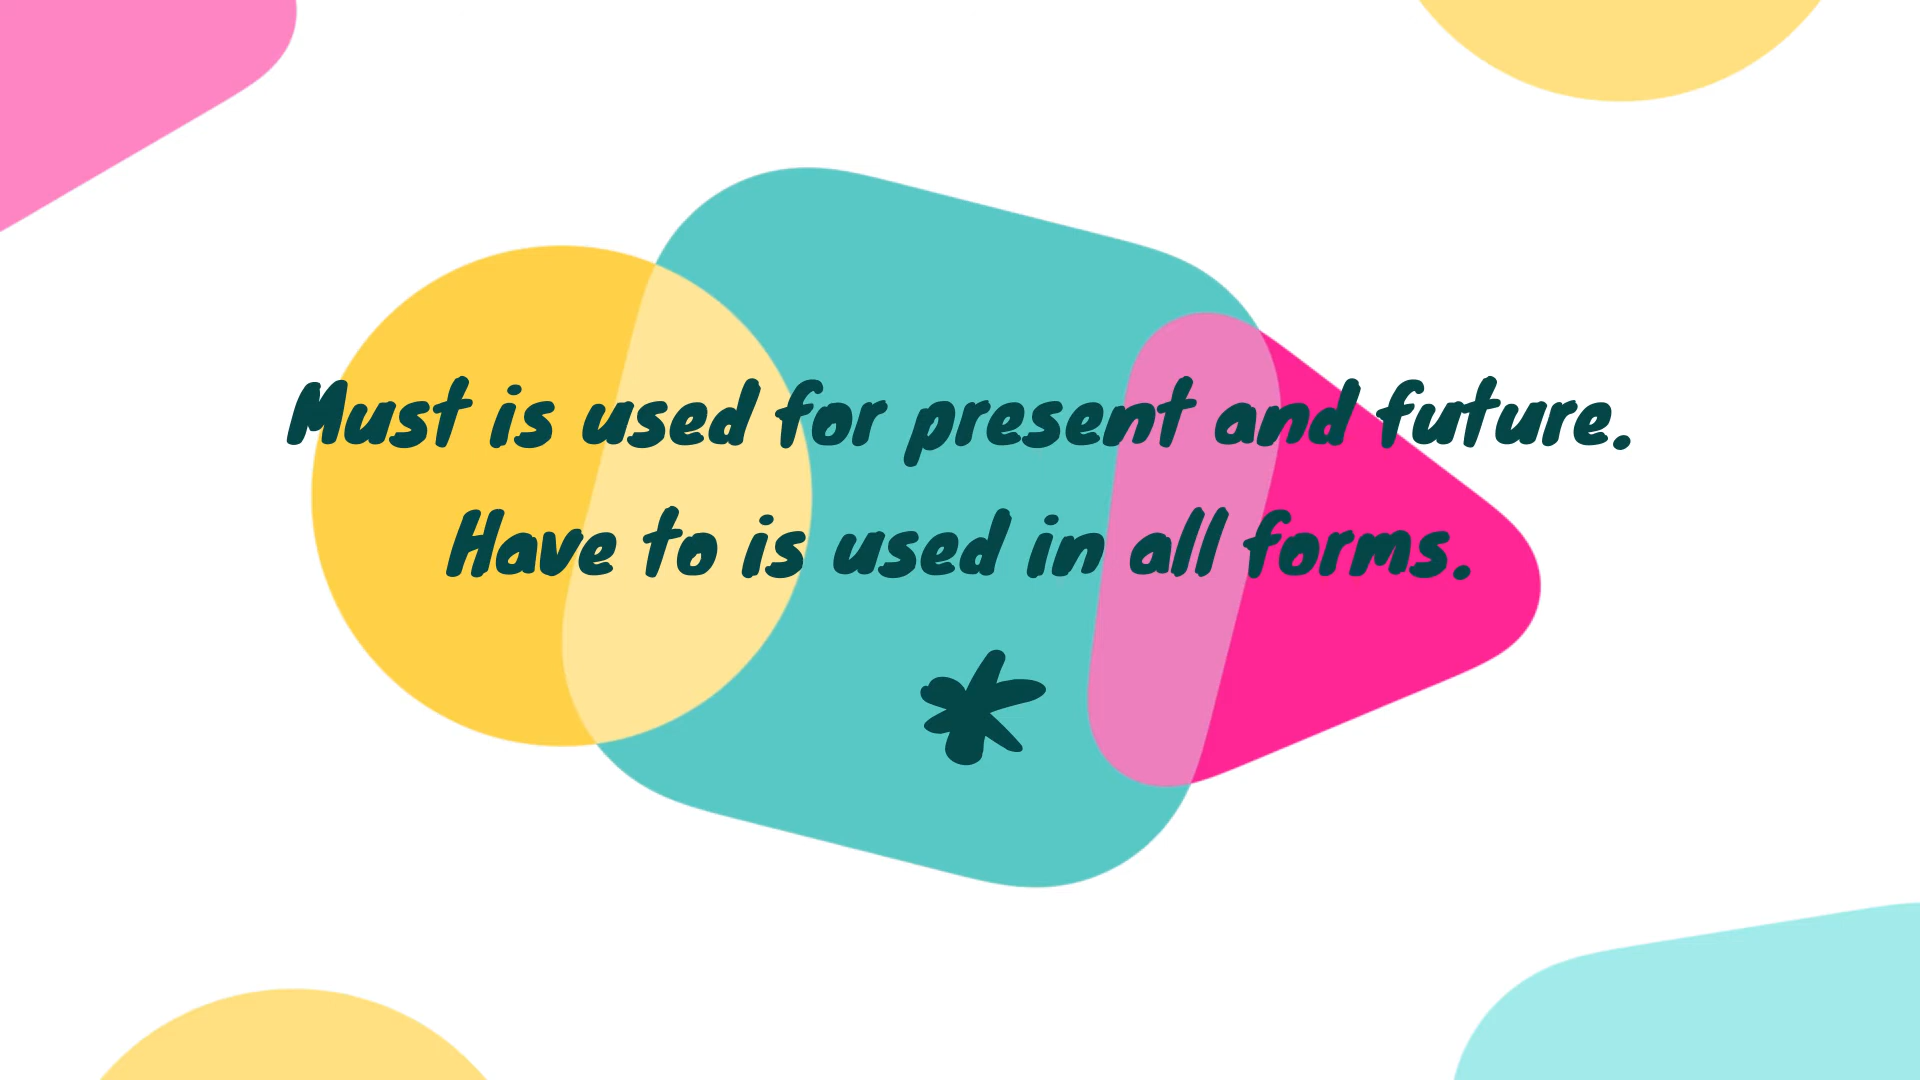 Must is used for present and future.
Have to is used in all forms.